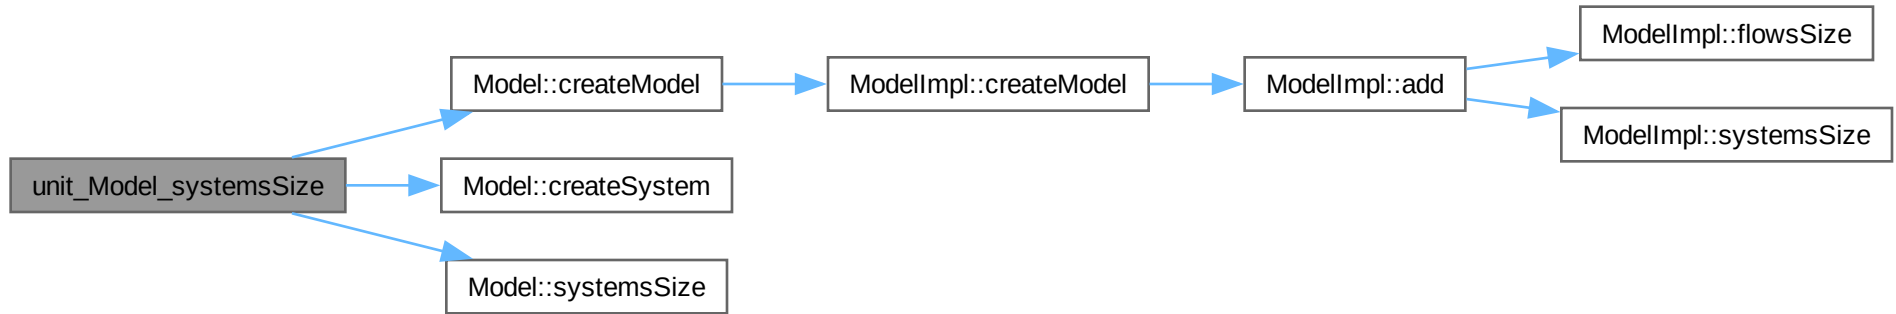 unit_Model_systemsSize
Model::createModel
Model::createSystem
Model::systemsSize
ModelImpl::createModel
ModelImpl::add
ModelImpl::flowsSize
ModelImpl::systemsSize